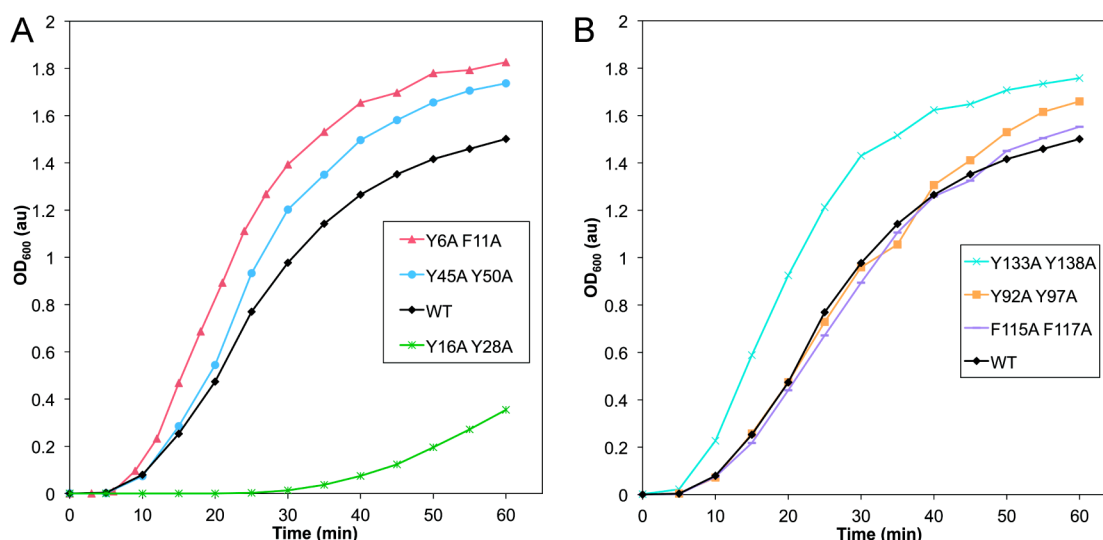 A
2
1.8
1.6
1.4
1.2
1
0.8
0.6
0.4
0.2
0
OD600 (au)
0 10 20 30 40 50 60
Time (min)
Y6A F11A
Y45A Y50A
WT
Y16A Y28A
B
2
1.8
1.6
1.4
1.2
1
0.8
0.6
0.4
0.2
0
OD600 (au)
0 10 20 30 40 50 60
Time (min)
Y133A Y138A
Y92A Y97A
F115A F117A
WT